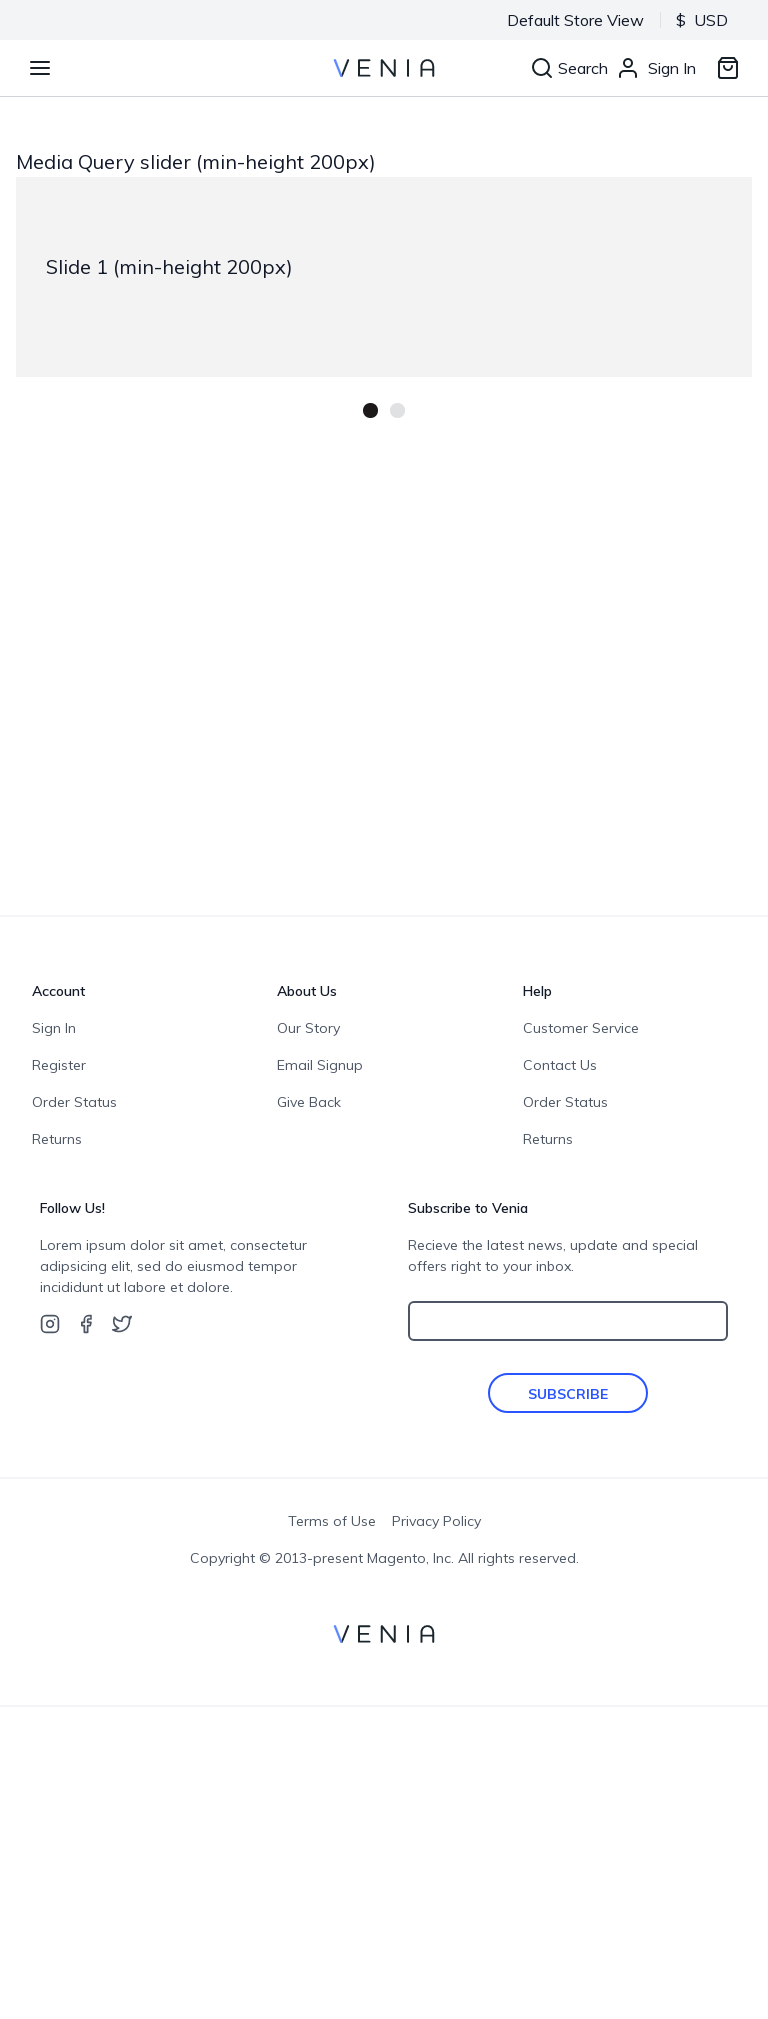 Default Store View
$ USD
VENIA
Search
Sign In
Media Query slider (min-height 200px)
Slide 1 (min-height 200px)
Account
Sign In
Register
Order Status
Returns
About Us
Our Story
Email Signup
Give Back
Help
Customer Service
Contact Us
Order Status
Returns
Follow Us!
Lorem ipsum dolor sit amet, consectetur
adipsicing elit, sed do eiusmod tempor
incididunt ut labore et dolore.
Subscribe to Venia
Recieve the latest news, update and special
offers right to your inbox.
SUBSCRIBE
Terms of Use
Privacy Policy
Copyright © 2013-present Magento, Inc. All rights reserved.
VENIA